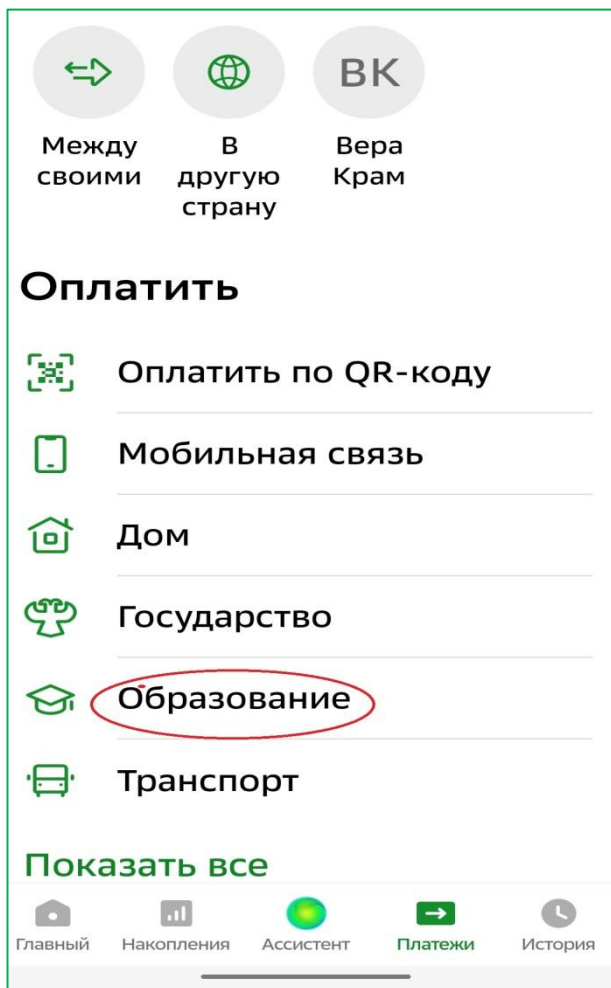 ВК
Между
своими
В
другую
страну
Вера
Крам
Оплатить
Оплатить по QR-коду
Мобильная связь
Дом
Государство
Образование
Транспорт
Показать все
Главный
Накопления
Ассистент
Платежи
История